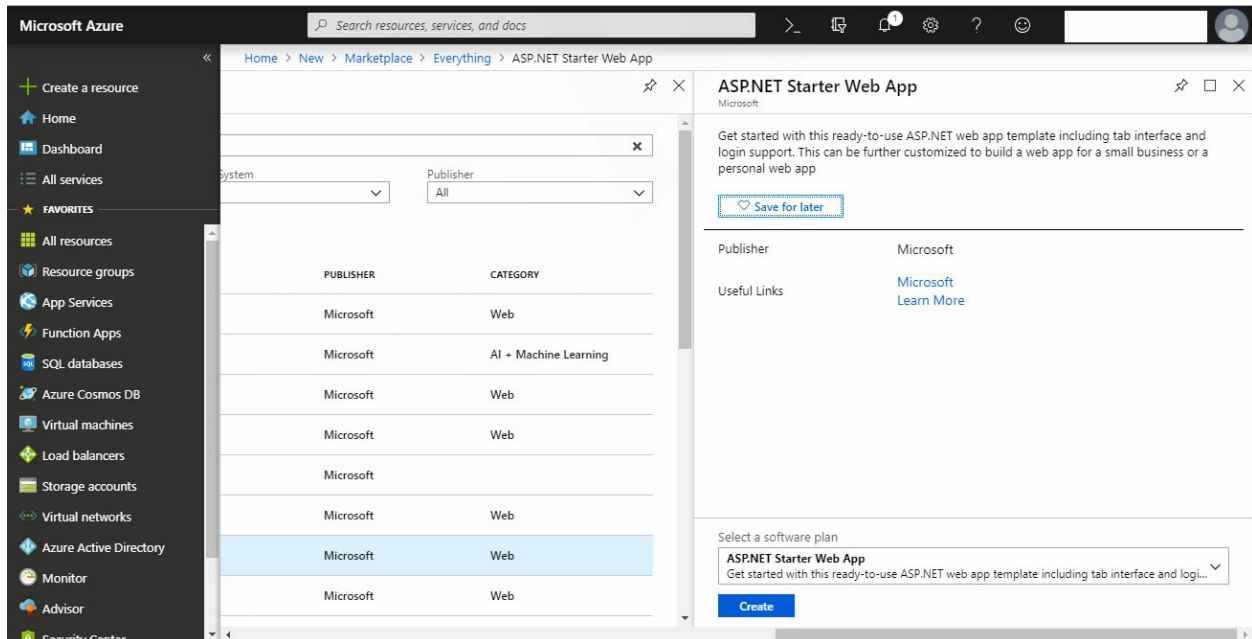 Microsoft Azure
Search resources, services, and docs
1
Home > New > Marketplace > Everything > ASP.NET Starter Web App
Create a resource
Home
Dashboard
All services
FAVORITES
All resources
Resource groups
App Services
Function Apps
SQL databases
Azure Cosmos DB
Virtual machines
Load balancers
Storage accounts
Virtual networks
Azure Active Directory
Monitor
Advisor
Security Center
Publisher
All
PUBLISHER CATEGORY
Microsoft Web
Microsoft AI + Machine Learning
Microsoft Web
Microsoft Web
Microsoft
Microsoft Web
Microsoft Web
Microsoft Web
ASP.NET Starter Web App
Microsoft
Get started with this ready-to-use ASP.NET web app template including tab interface and
login support. This can be further customized to build a web app for a small business or a
personal web app
Save for later
Publisher Microsoft
Useful Links Microsoft
Learn More
Select a software plan
ASP.NET Starter Web App
Get started with this ready-to-use ASP.NET web app template including tab interface and logi...
Create